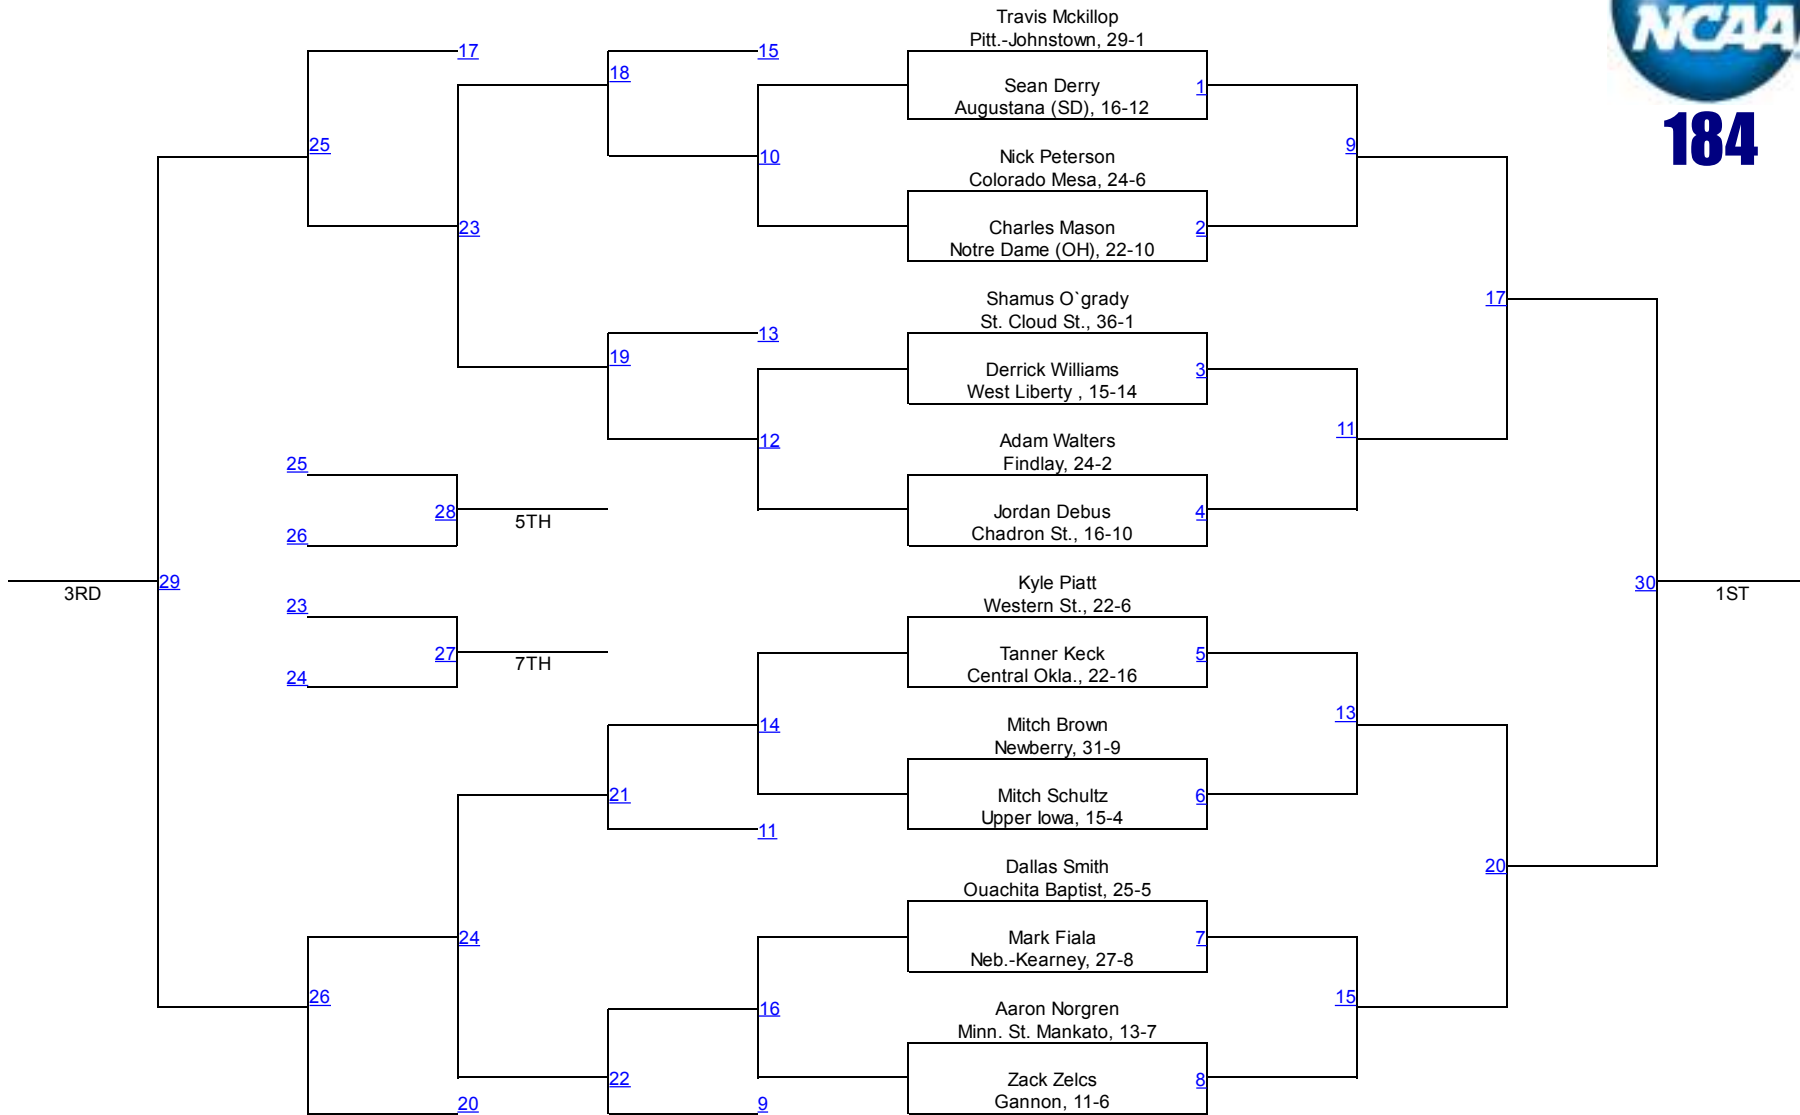 NCAA
184
Travis Mckillop
Pitt.-Johnstown, 29-1
17
15
18
Sean Derry
Augustana (SD), 16-12
1
25
10
Nick Peterson
Colorado Mesa, 24-6
9
23
Charles Mason
Notre Dame (OH), 22-10
2
Shamus O`grady
St. Cloud St., 36-1
17
13
19
Derrick Williams
West Liberty , 15-14
3
12
Adam Walters
Findlay, 24-2
11
25
28
5TH
26
Jordan Debus
Chadron St., 16-10
4
3RD
29
Kyle Piatt
Western St., 22-6
30
1ST
23
27
7TH
24
Tanner Keck
Central Okla., 22-16
5
14
Mitch Brown
Newberry, 31-9
13
21
Mitch Schultz
Upper Iowa, 15-4
6
11
Dallas Smith
Ouachita Baptist, 25-5
20
24
Mark Fiala
Neb.-Kearney, 27-8
7
26
16
Aaron Norgren
Minn. St. Mankato, 13-7
15
22
Zack Zelcs
Gannon, 11-6
8
20
9